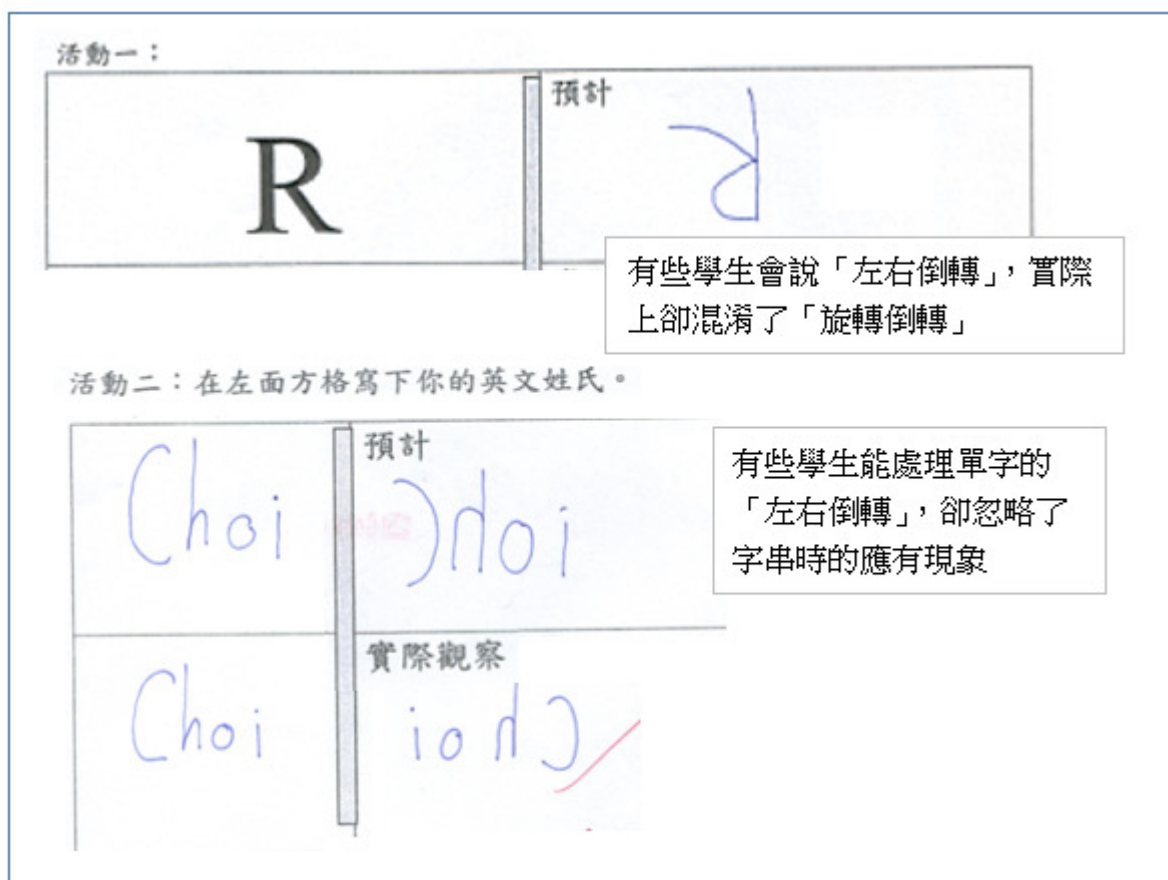 活動一：
R
預計
R
有些學生會說「左右倒轉」，實際
上卻混淆了「旋轉倒轉」
活動二：在左面方格寫下你的英文姓氏。
Choi
預計
Choi
有些學生能處理單字的
「左右倒轉」，卻忽略了
字串時的應有現象
Choi
實際觀察
iohC